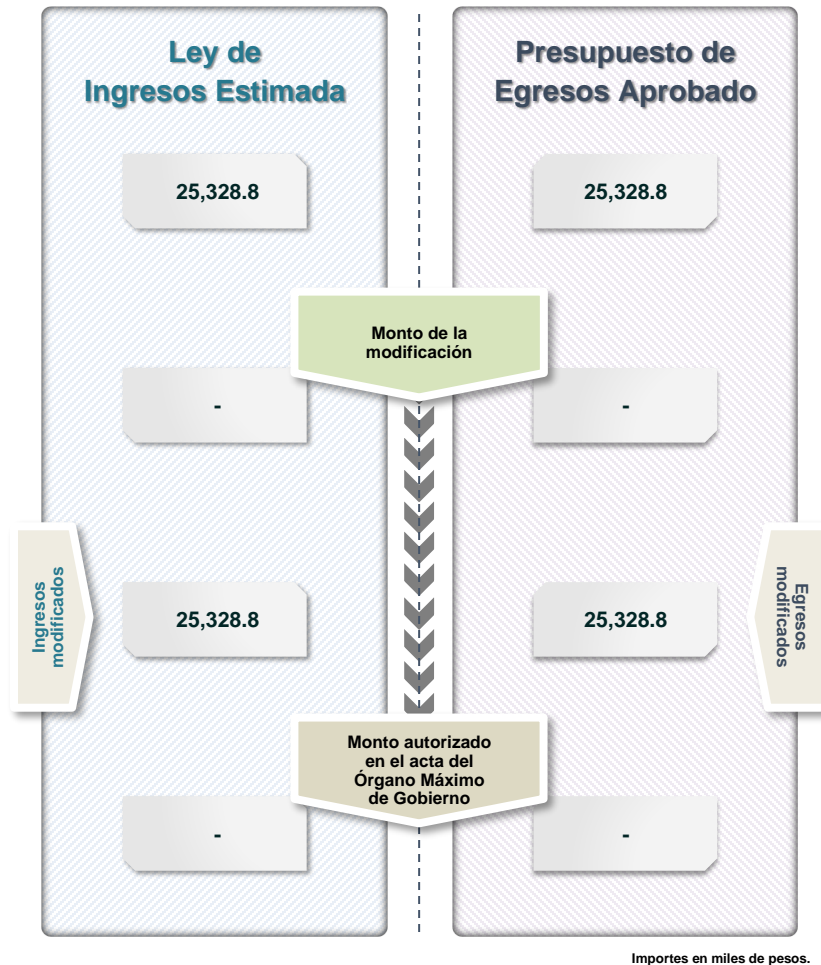 Ley de
Ingresos Estimada
Presupuesto de
Egresos Aprobado
25,328.8
25,328.8
Monto de la
modificación
-
-
Ingresos
modificados
25,328.8
25,328.8
Egresos
modificados
Monto autorizado
en el acta del
Órgano Máximo
de Gobierno
-
-
Importes en miles de pesos.